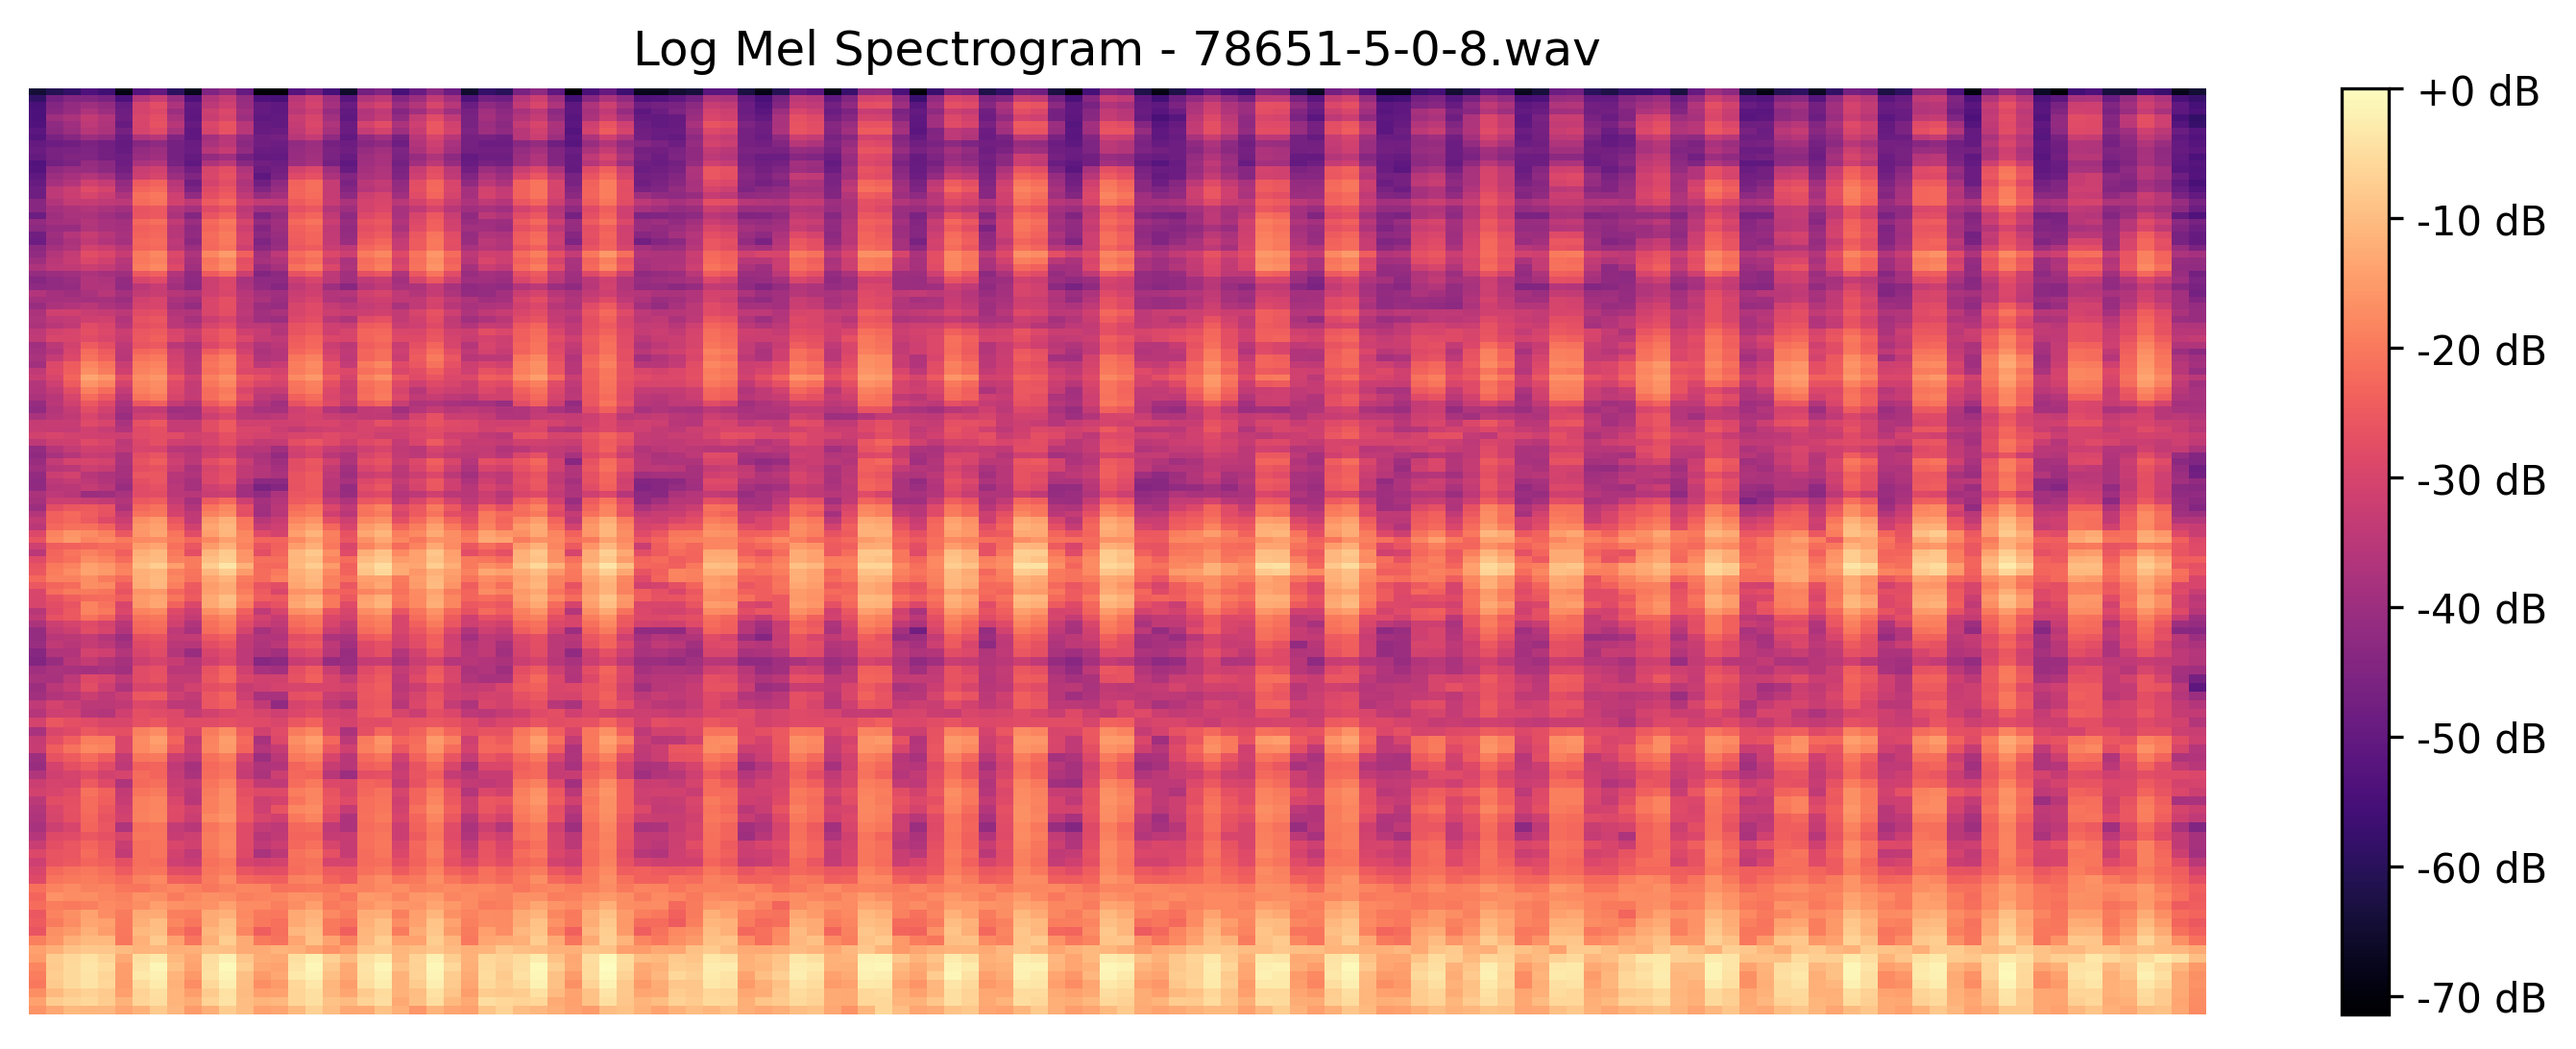 Log Mel Spectrogram - 78651-5-0-8.wav
+0 dB
-10 dB
-20 dB
-30 dB
-40 dB
-50 dB
-60 dB
-70 dB